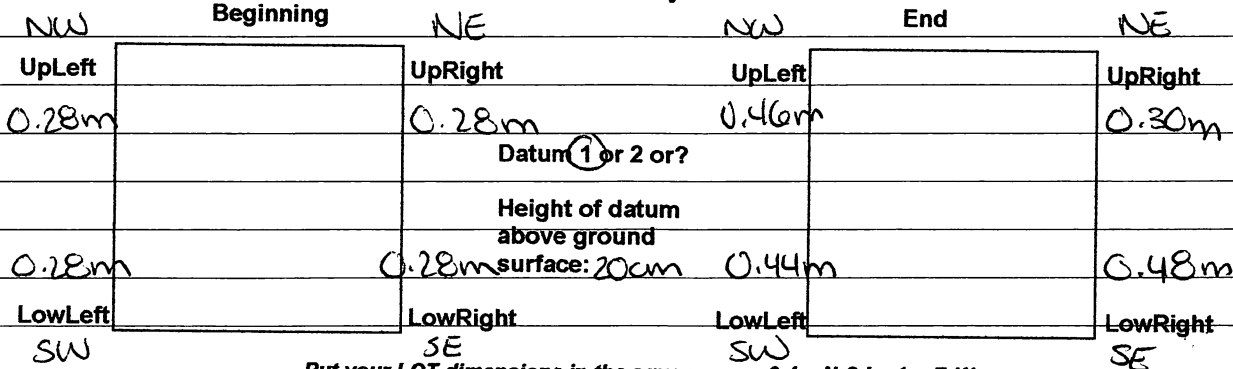 Beginning End
NW NE NW NE
UpLeft UpRight UpLeft UpRight
0.28m 0.28m 0.46m 0.30m
Datum 1 or 2 or?
Height of datum
above ground
0.28m 0.28m surface: 20cm 0.44m 0.48m
LowLeft LowRight LowLeft LowRight
SW SE SW SE
Put your LOT dimensions in the